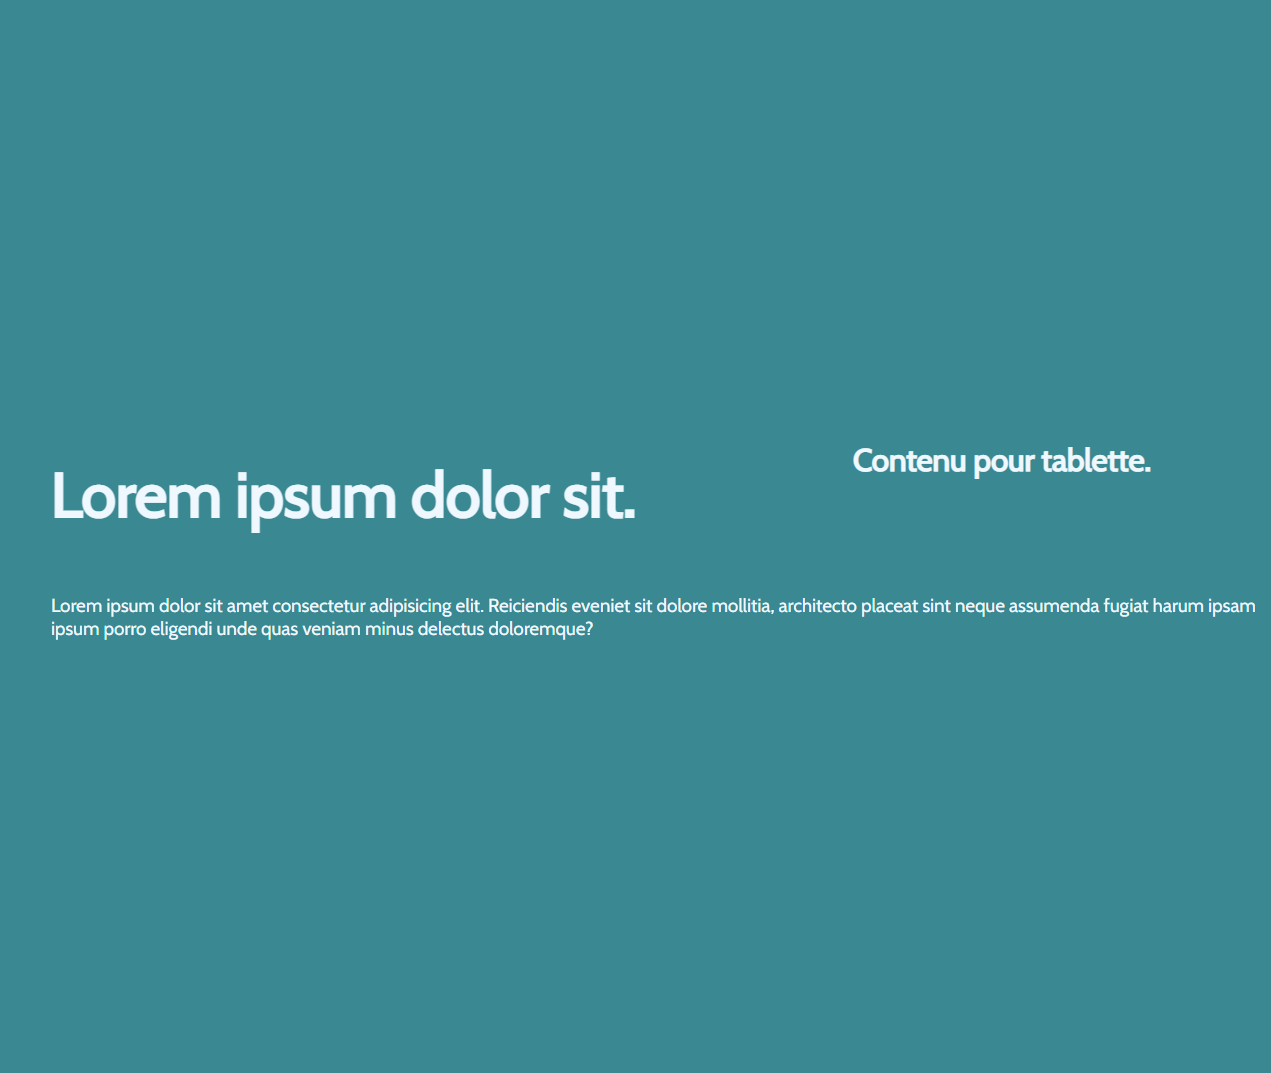 Contenu pour tablette.
Lorem ipsum dolor sit.
Lorem ipsum dolor sit amet consectetur adipisicing elit. Reiciendis eveniet sit dolore mollitia, architecto placeat sint neque assumenda fugiat harum ipsam
ipsum porro eligendi unde quas veniam minus delectus doloremque?